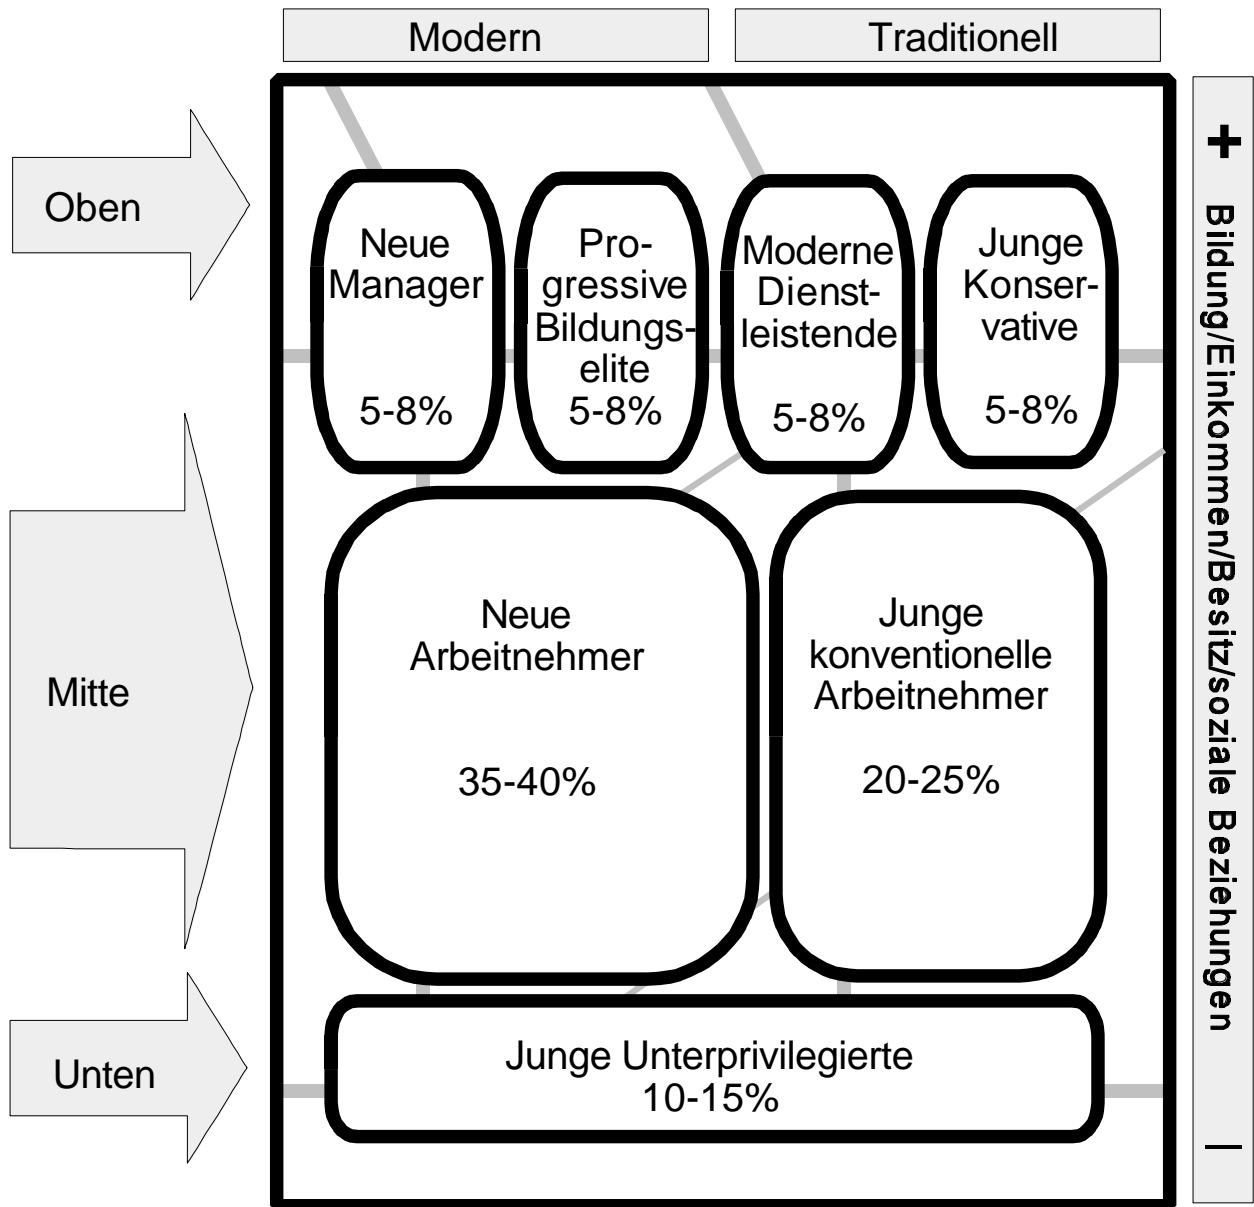 Modern
Traditionell
Oben
Neue
Manager
5-8%
Pro-
gressive
Bildungs-
elite
5-8%
Moderne
Dienst-
leistende
5-8%
Junge
Konser-
vative
5-8%
Mitte
Neue
Arbeitnehmer
35-40%
Junge
konventionelle
Arbeitnehmer
20-25%
Unten
Junge Unterprivilegierte
10-15%
+ Bildung/Einkommen/Besitz/soziale Beziehungen –